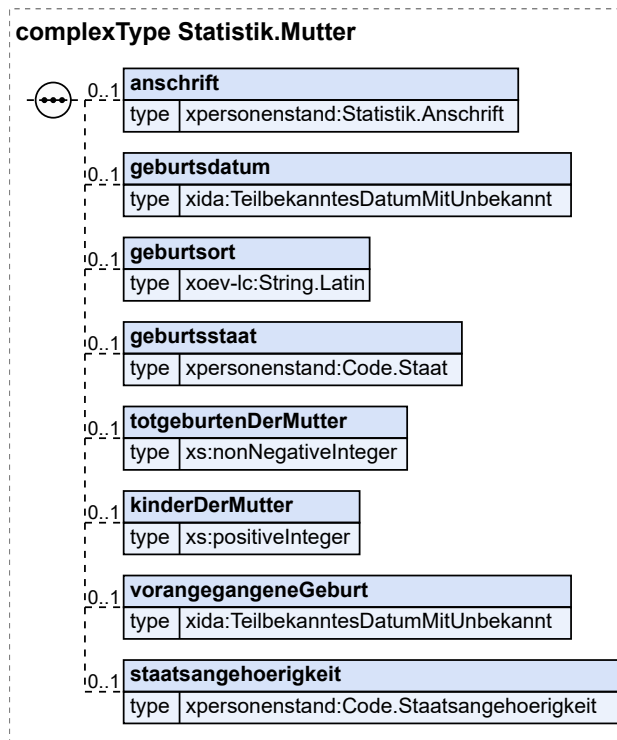 complexType Statistik.Mutter
0..1 anschrift
type xpersonenstand:Statistik.Anschrift
0..1 geburtsdatum
type xida:TeilbekanntesDatumMitUnbekannt
0..1 geburtsort
type xoev-lc:String.Latin
0..1 geburtsstaat
type xpersonenstand:Code.Staat
0..1 totgeburtenDerMutter
type xs:nonNegativeInteger
0..1 kinderDerMutter
type xs:positiveInteger
0..1 vorangegangeneGeburt
type xida:TeilbekanntesDatumMitUnbekannt
0..1 staatsangehoerigkeit
type xpersonenstand:Code.Staatsangehoerigkeit